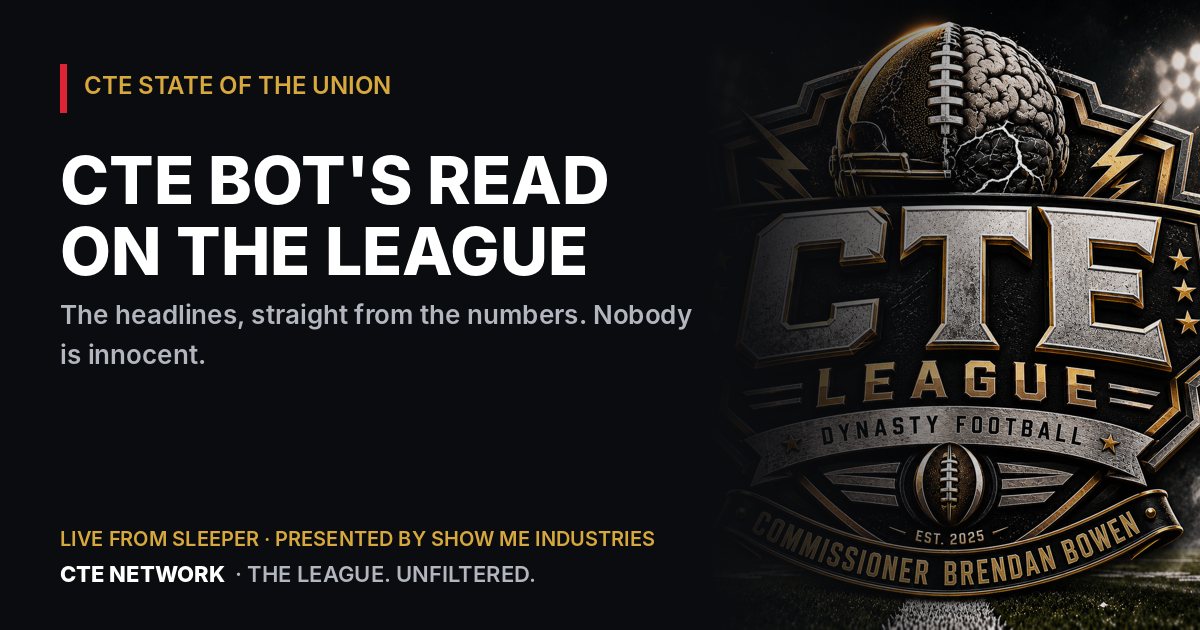 CTE STATE OF THE UNION
CTE BOT'S READ
ON THE LEAGUE
The headlines, straight from the numbers. Nobody
is innocent.
LIVE FROM SLEEPER · PRESENTED BY SHOW ME INDUSTRIES
CTE NETWORK · THE LEAGUE. UNFILTERED.
CTE
LEAGUE
DYNASTY FOOTBALL
EST. 2025
COMMISSIONER BRENDAN BOWEN